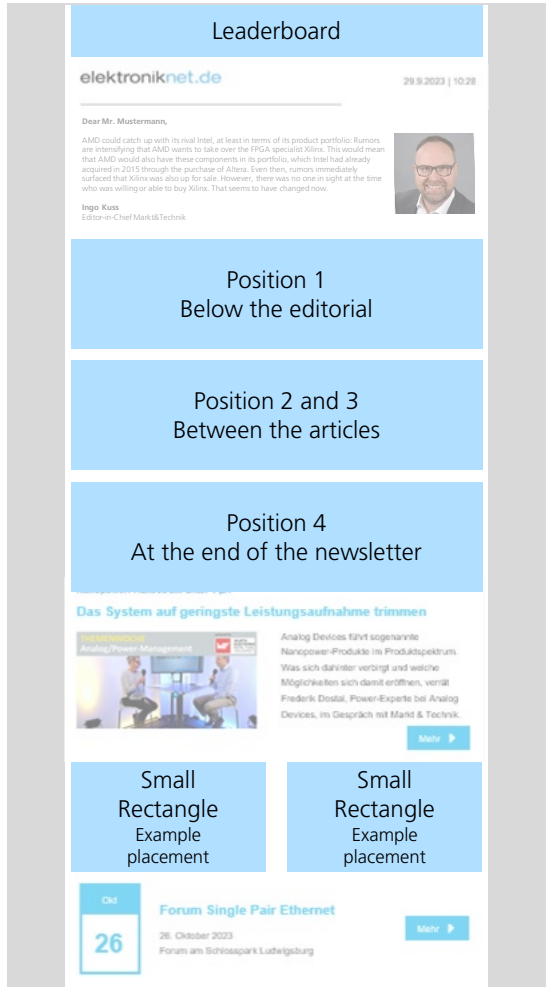 Leaderboard
elektroniknet.de
29.9.2023 | 10:28
Dear Mr. Mustermann,
AMD could catch up with its rival Intel, at least in terms of its product portfolio: Rumors
are intensifying that AMD wants to take over the FPGA specialist Xilinx. This would mean
that AMD would also have these components in its portfolio, which Intel had already
acquired in 2015 through the purchase of Altera. Even then, rumors immediately
surfaced that Xilinx was also up for sale. However, there was no one in sight at the time
who was willing or able to buy Xilinx. That seems to have changed now.
Ingo Kuss
Editor-in-Chief Markt&Technik
Position 1
Below the editorial
Position 2 and 3
Between the articles
Position 4
At the end of the newsletter
Das System auf geringste Leistungsaufnahme trimmen
THEMENWOCHE
Analog/Power-Management
Analog Devices führt sogenannte
Nanopower-Produkte im Produktspektrum.
Was sich dahinter verbirgt und welche
Möglichkeiten sich damit eröffnen, verrät
Frederik Dostal, Power-Experte bei Analog
Devices, im Gespräch mit Markt & Technik.
Mehr
Small
Rectangle
Example
placement
Small
Rectangle
Example
placement
Okt
26
Forum Single Pair Ethernet
26. Oktober 2023
Forum am Schlosspark Ludwigsburg
Mehr